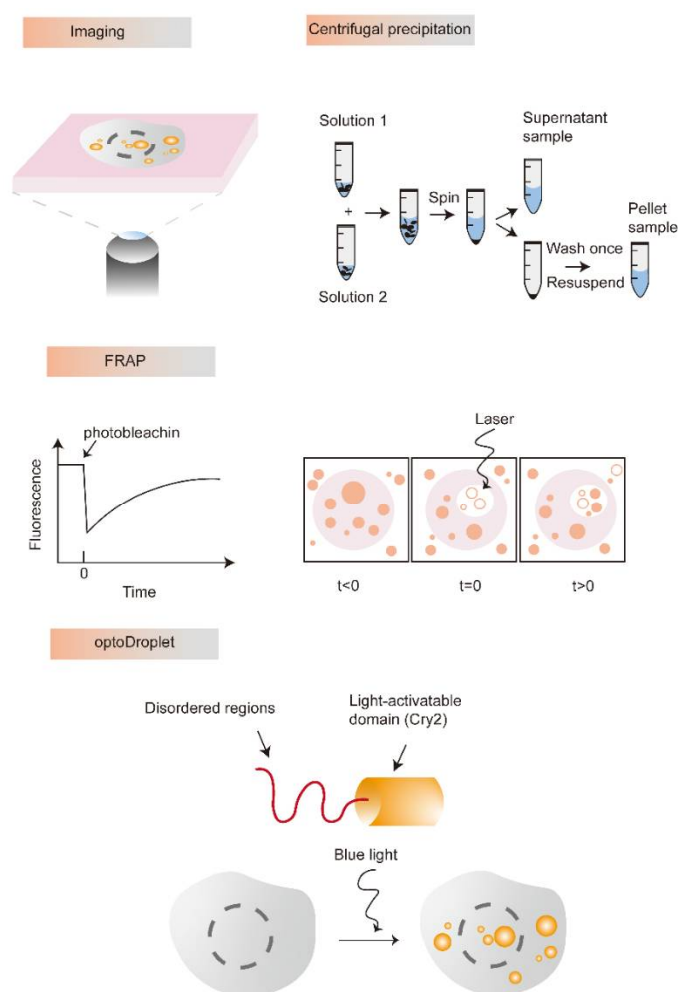 Imaging
Centrifugal precipitation
Solution 1
+
Solution 2
Spin
Supernatant
sample
Wash once
Resuspend
Pellet
sample
FRAP
photobleachin
Fluorescence
0
Time
Laser
t<0
t=0
t>0
optoDroplet
Disordered regions
Light-activatable
domain (Cry2)
Blue light